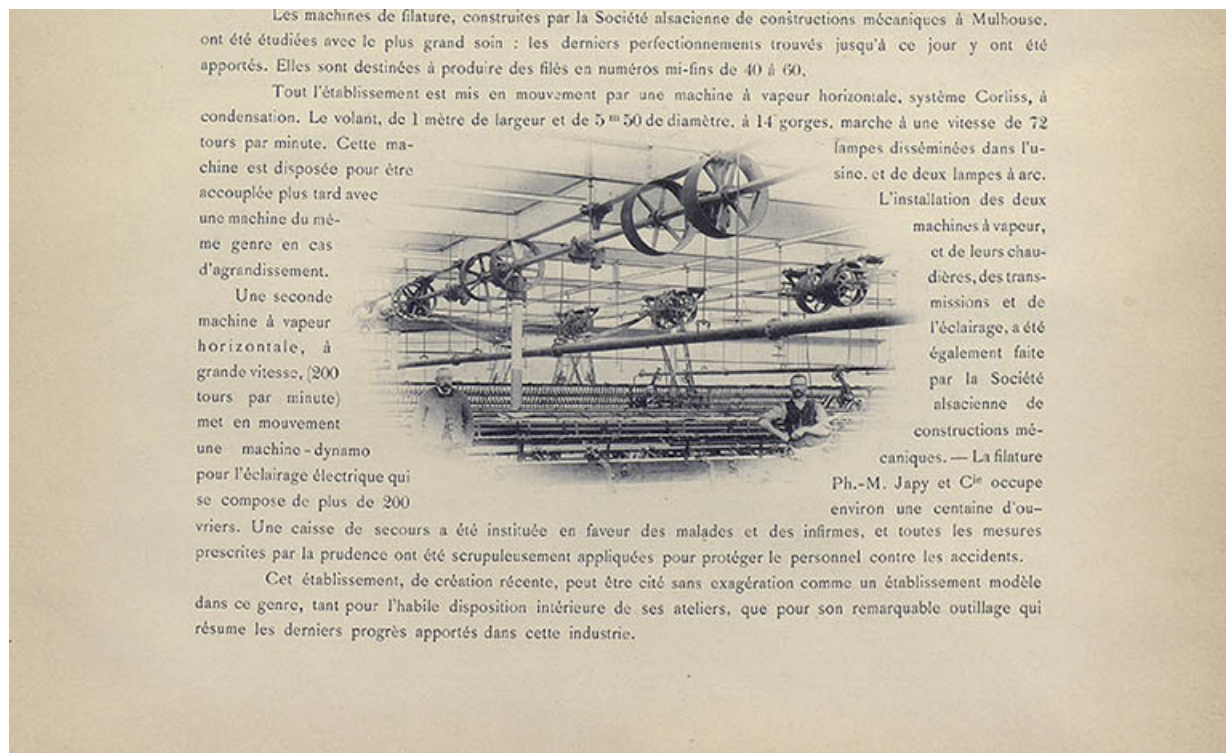 Les machines de filature, construites par la Société alsacienne de constructions mécaniques à Mulhouse,
ont été étudiées avec le plus grand soin : les derniers perfectionnements trouvés jusqu'à ce jour y ont été
apportés. Elles sont destinées à produire des filés en numéros mi-fins de 40 à 60.
Tout l'établissement est mis en mouvement par une machine à vapeur horizontale, système Corliss, à
condensation. Le volant, de 1 mètre de largeur et de 5 m 50 de diamètre, à 14 gorges, marche à une vitesse de 72
tours par minute. Cette ma-
chine est disposée pour être
accouplée plus tard avec
une machine du mê-
me genre en cas
d'agrandissement.
Une seconde
machine à vapeur
horizontale, à
grande vitesse, (200
tours par minute)
met en mouvement
une machine-dynamo
pour l'éclairage électrique qui
se compose de plus de 200
lampes disséminées dans l'u-
sine, et de deux lampes à arc.
L'installation des deux
machines à vapeur,
et de leurs chau-
dières, des trans-
missions et de
l'éclairage, a été
également faite
par la Société
alsacienne de
constructions mé-
caniques. — La filature
Ph.-M. Japy et Cie occupe
environ une centaine d'ou-
vriers. Une caisse de secours a été instituée en faveur des malades et des infirmes, et toutes les mesures
prescrites par la prudence ont été scrupuleusement appliquées pour protéger le personnel contre les accidents.
Cet établissement, de création récente, peut être cité sans exagération comme un établissement modèle
dans ce genre, tant pour l'habile disposition intérieure de ses ateliers, que pour son remarquable outillage qui
résume les derniers progrès apportés dans cette industrie.